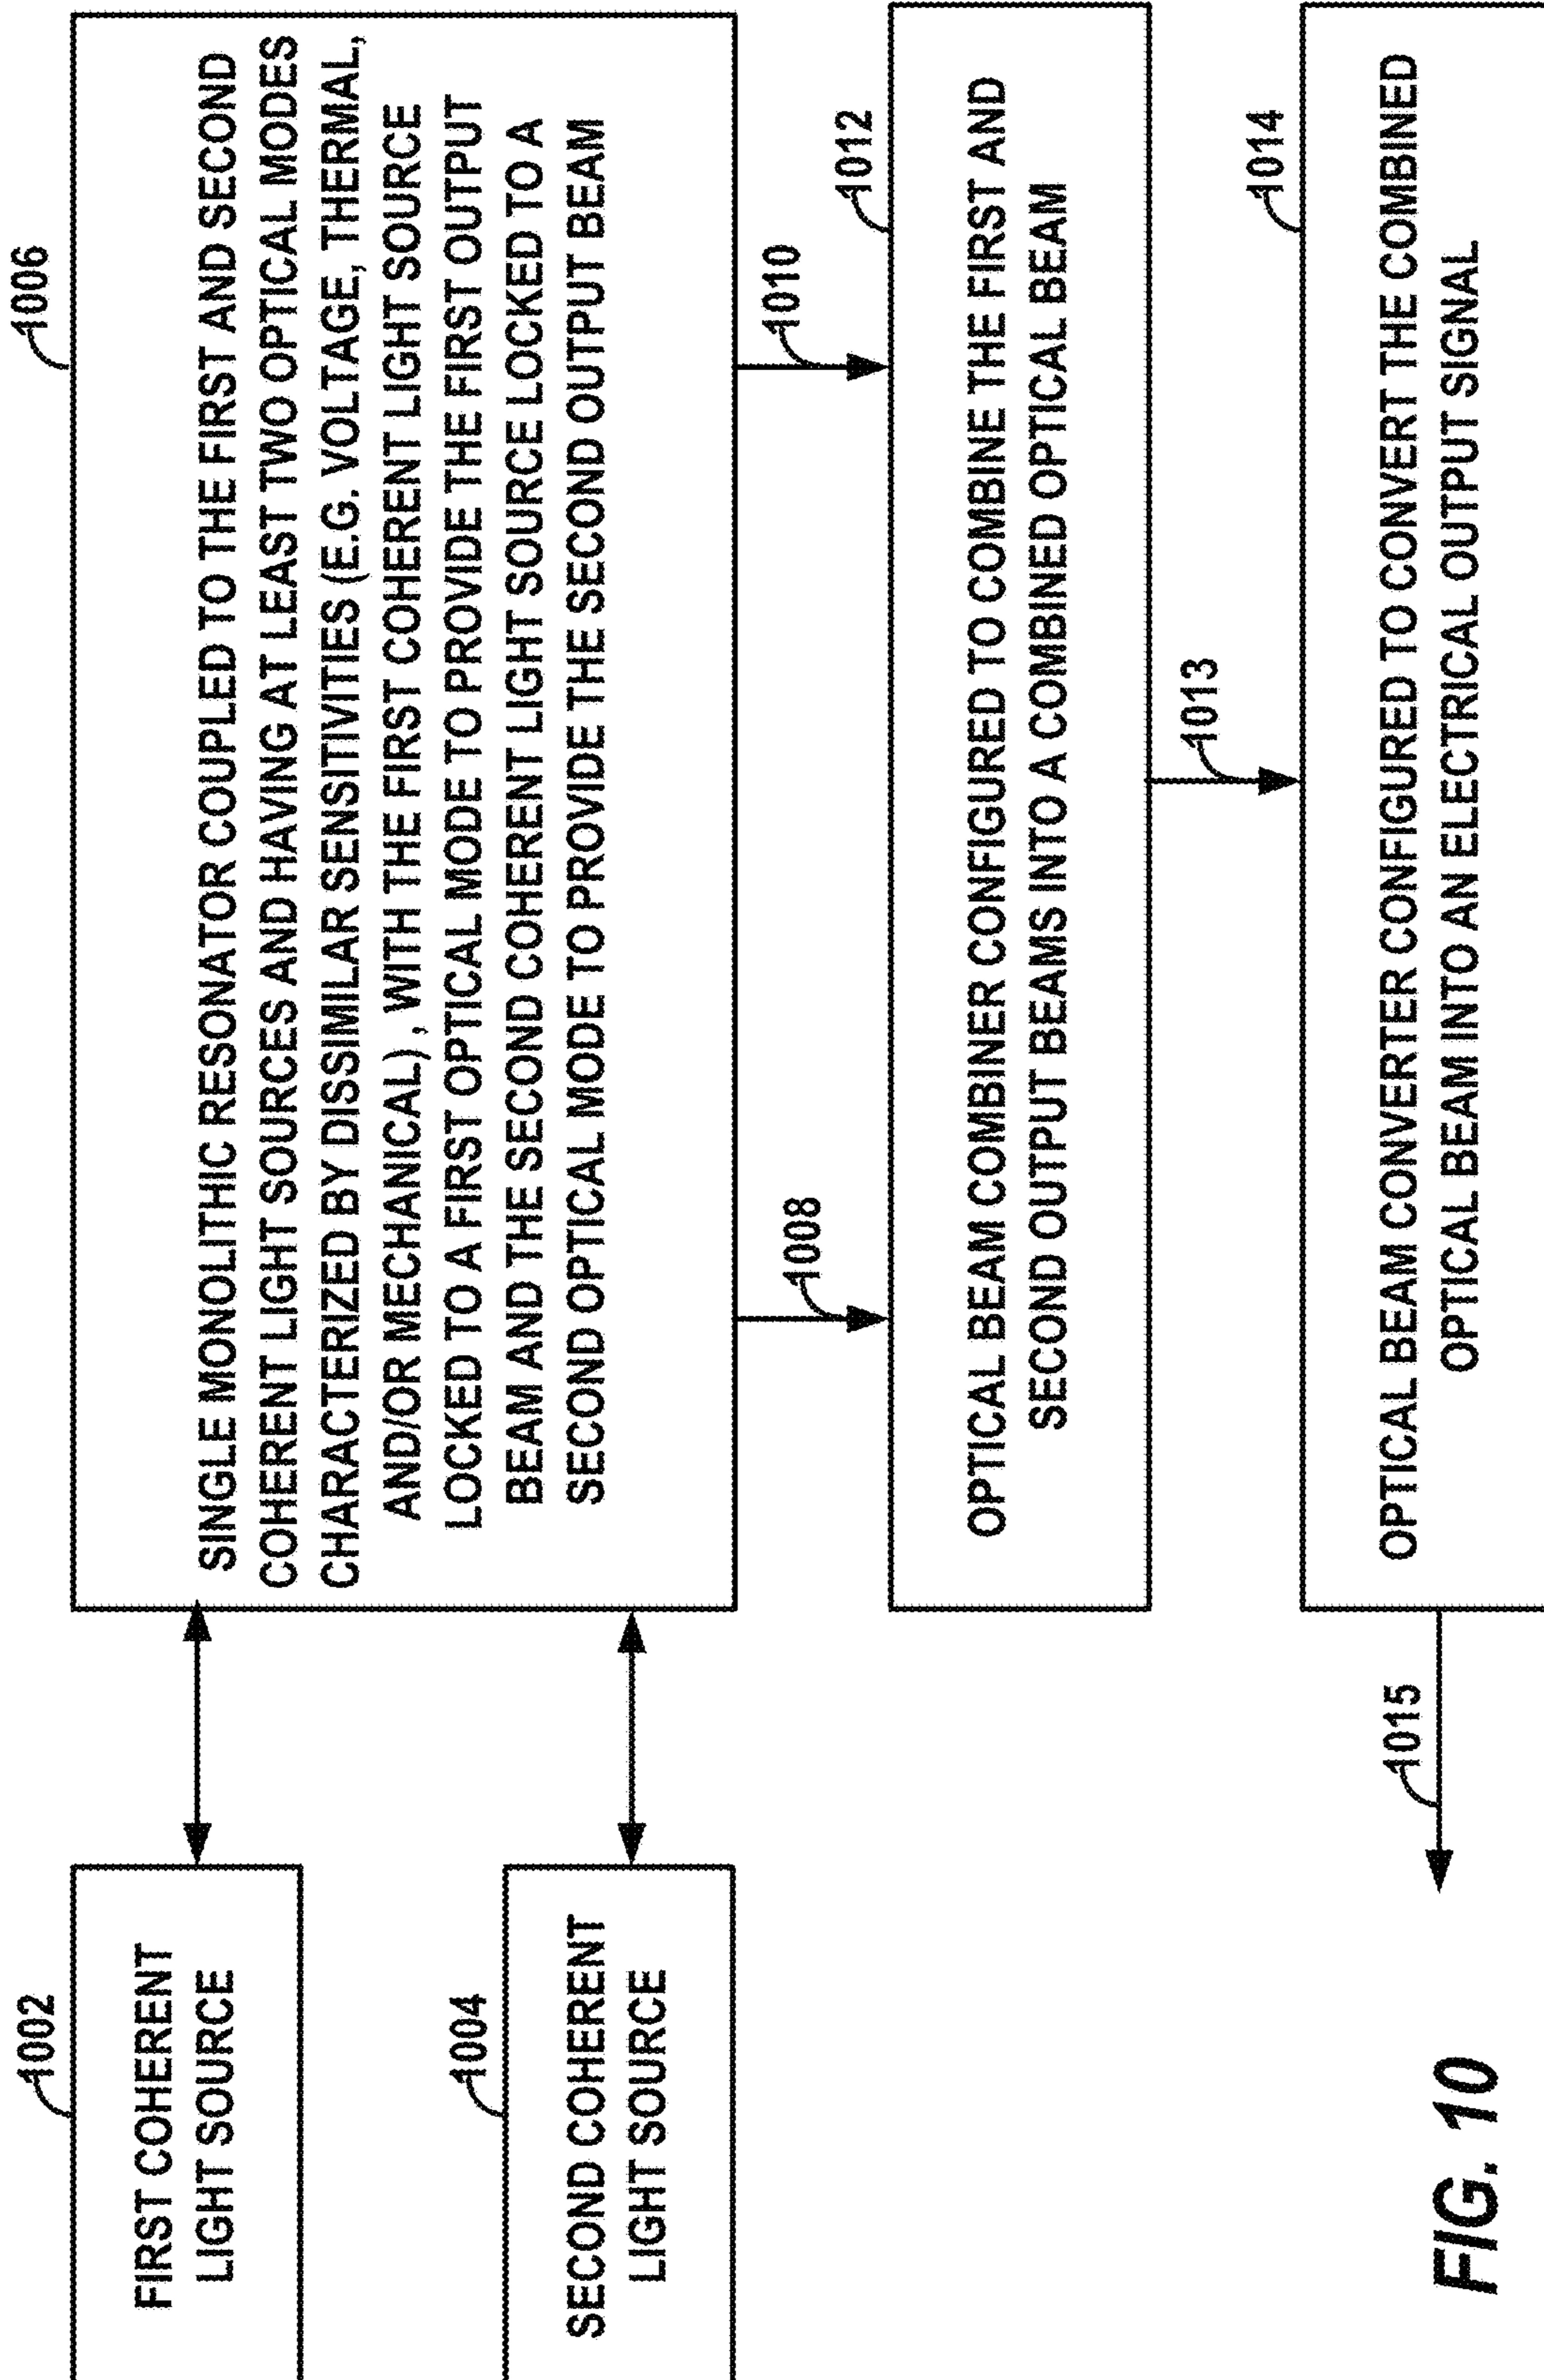 1002
FIRST COHERENT
LIGHT SOURCE
1004
SECOND COHERENT
LIGHT SOURCE
1006
SINGLE MONOLITHIC RESONATOR COUPLED TO THE FIRST AND SECOND
COHERENT LIGHT SOURCES AND HAVING AT LEAST TWO OPTICAL MODES
CHARACTERIZED BY DISSIMILAR SENSITIVITIES (E.G. VOLTAGE, THERMAL,
AND/OR MECHANICAL) , WITH THE FIRST COHERENT LIGHT SOURCE
LOCKED TO A FIRST OPTICAL MODE TO PROVIDE THE FIRST OUTPUT
BEAM AND THE SECOND COHERENT LIGHT SOURCE LOCKED TO A
SECOND OPTICAL MODE TO PROVIDE THE SECOND OUTPUT BEAM
1008
1010
1012
OPTICAL BEAM COMBINER CONFIGURED TO COMBINE THE FIRST AND
SECOND OUTPUT BEAMS INTO A COMBINED OPTICAL BEAM
1013
1014
OPTICAL BEAM CONVERTER CONFIGURED TO CONVERT THE COMBINED
OPTICAL BEAM INTO AN ELECTRICAL OUTPUT SIGNAL
1015
FIG. 10